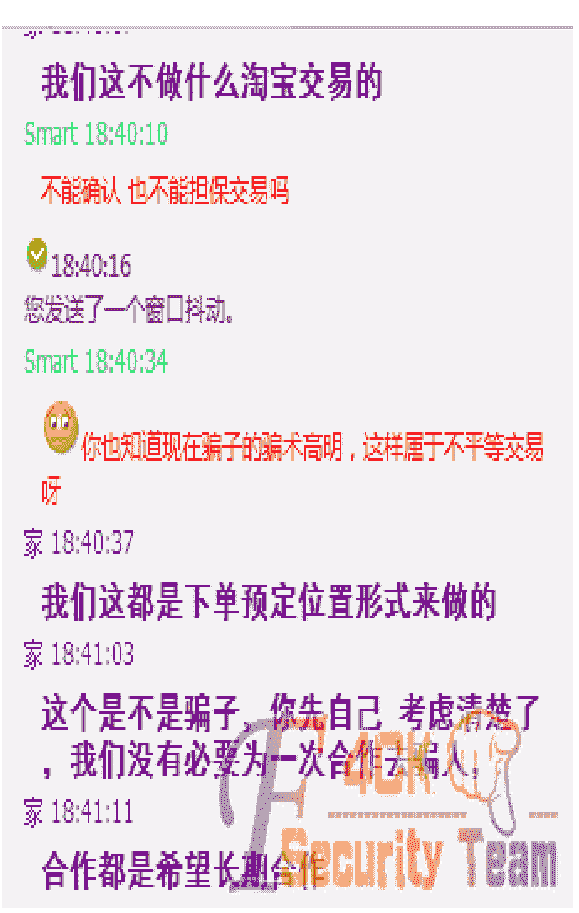 我们这不做什么淘宝交易的
Smart 18:40:10
不能确认 也不能担保交易吗
18:40:16
您发送了一个窗口抖动。
Smart 18:40:34
你也知道现在骗子的骗术高明，这样属于不平等交易
呀
家 18:40:37
我们这都是下单预定位置形式来做的
家 18:41:03
这个是不是骗子，你先自己 考虑清楚了
，我们没有必要为一次合作去骗人。
家 18:41:11
合作都是希望长期合作
F4CK
Security Team